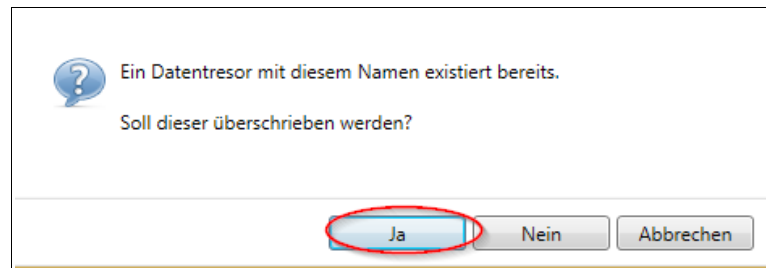 Ein Datentresor mit diesem Namen existiert bereits.
Soll dieser überschrieben werden?
Ja Nein Abbrechen